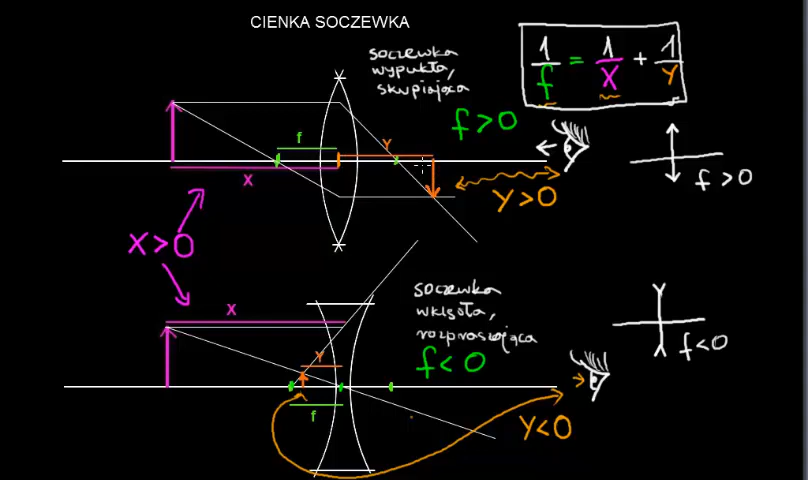 CIENKA SOCZEWKA
soczewka
wypukła,
skupiająca
1/f = 1/X + 1/Y
f
f>0
Y
X
f>0
Y>0
X>0
X
soczewka
wklęsła,
rozpraszająca
f<0
Y
f<0
f
Y<0